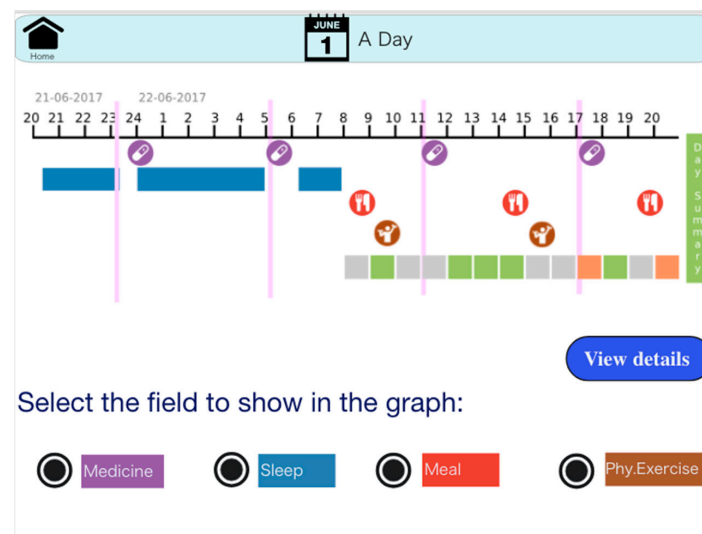 JUNE
1
A Day
Home
21-06-2017 22-06-2017
20 21 22 23 24 1 2 3 4 5 6 7 8 9 10 11 12 13 14 15 16 17 18 19 20
Day Summary
View details
Select the field to show in the graph:
Medicine Sleep Meal Phy.Exercise